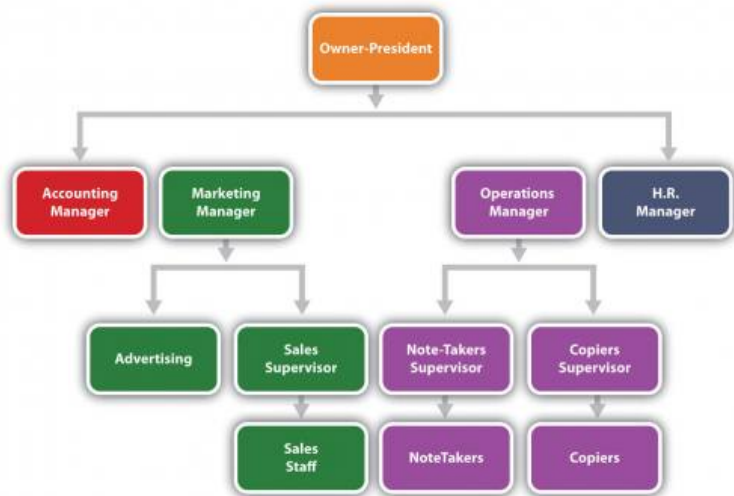 Owner-President
Accounting
Manager
Marketing
Manager
Operations
Manager
H.R.
Manager
Advertising
Sales
Supervisor
Note-Takers
Supervisor
Copiers
Supervisor
Sales
Staff
NoteTakers
Copiers